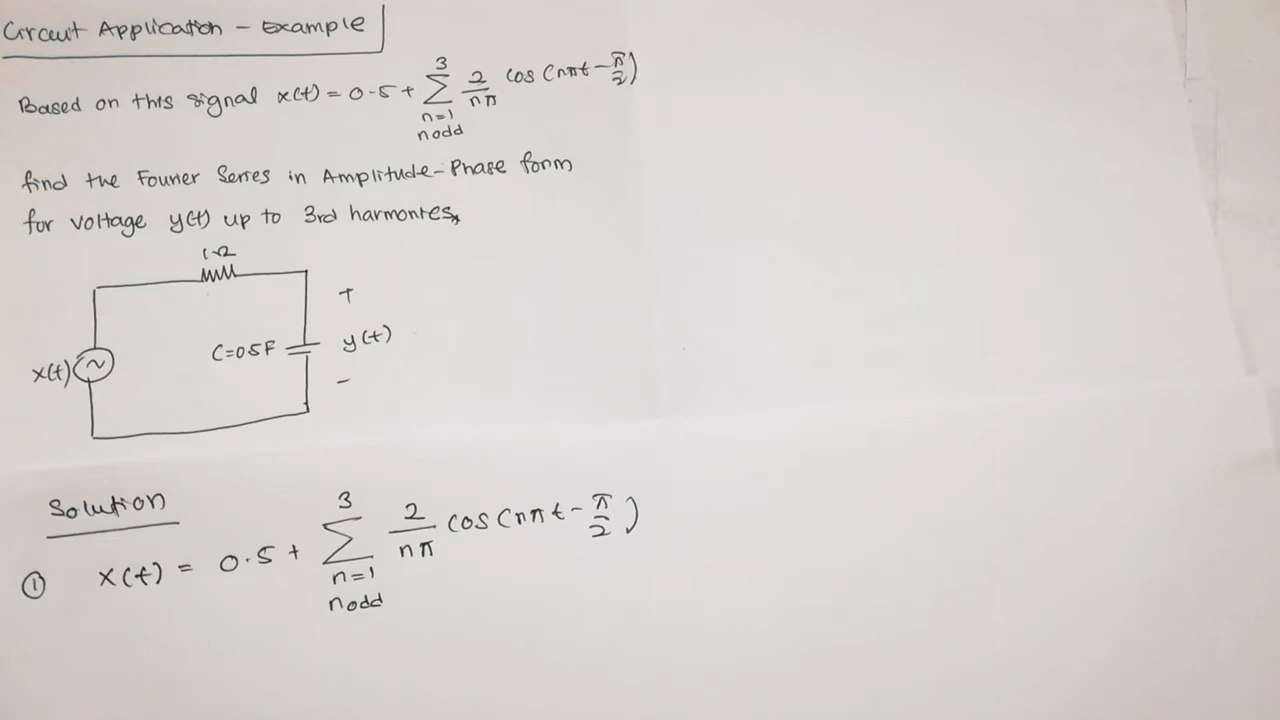 Circuit Application - Example
Based on this signal x(t) = 0.5 + 3 Σ n=1 n odd 2/nπ cos (nπt - π/2)
find the Fourier Series in Amplitude-Phase form
for voltage y(t) up to 3rd harmonics,
1Ω
+
C=0.5F
y(t)
x(t)
-
Solution
① x(t) = 0.5 + 3 Σ n=1 n odd 2/nπ cos (nπt - π/2)